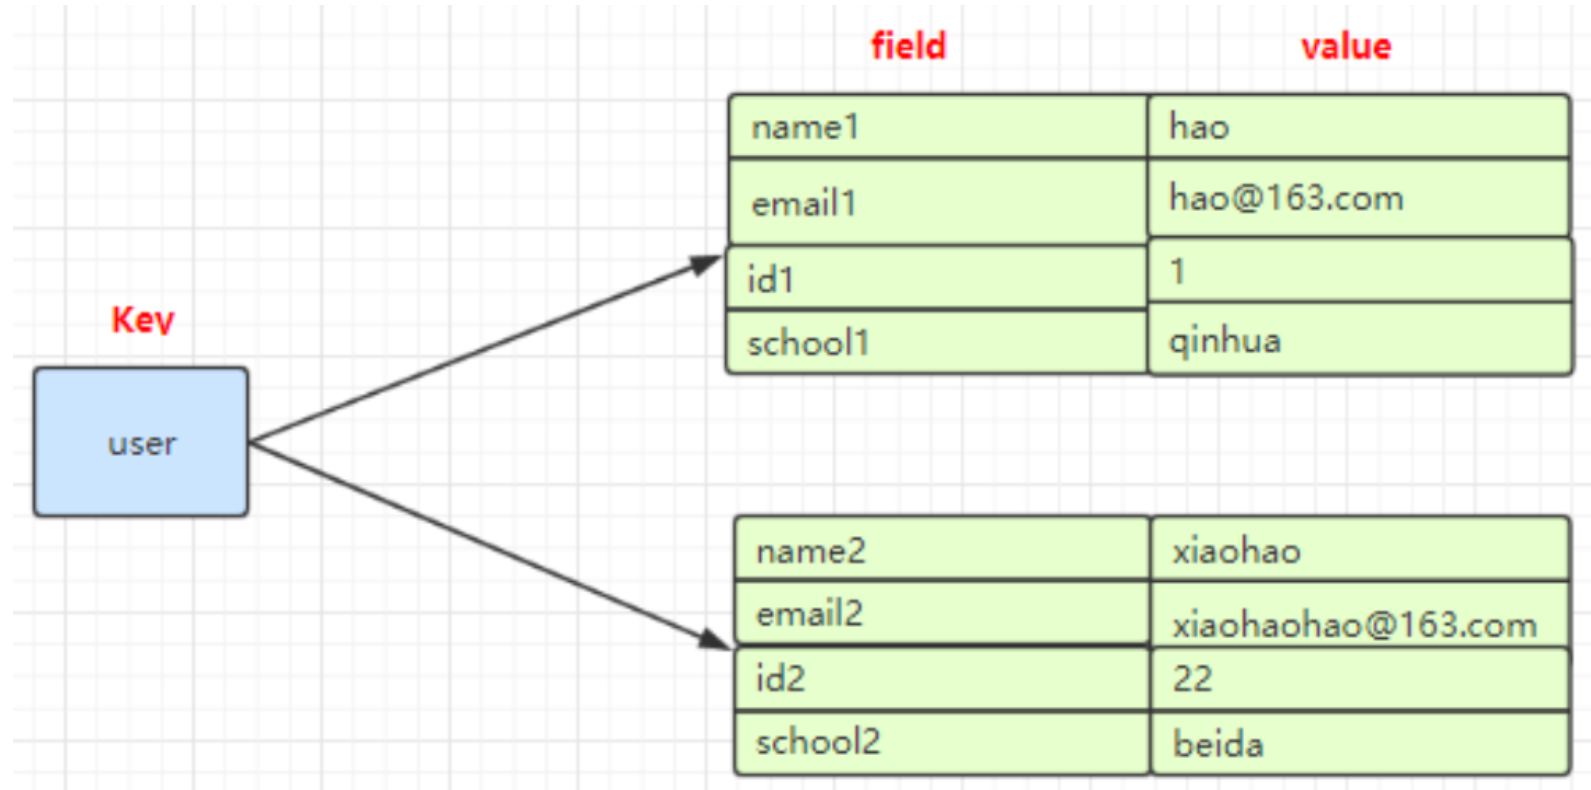 field value
name1 hao
email1 hao@163.com
id1 1
school1 qinhua
Key
user
name2 xiaohao
email2 xiaohaohao@163.com
id2 22
school2 beida